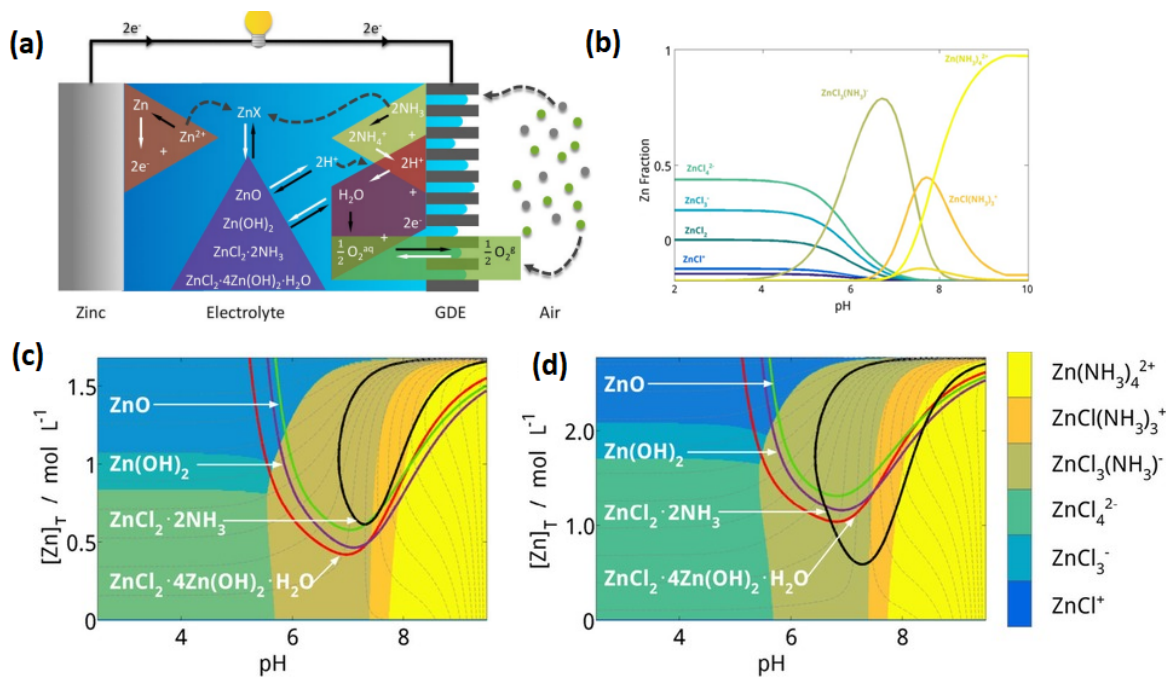 (a)
2e⁻
2e⁻
Zn
Zn²⁺
+
2e⁻
ZnX
ZnO
Zn(OH)₂
ZnCl₂·2NH₃
ZnCl₂·4Zn(OH)₂·H₂O
2H⁺
2NH₃
+
2NH₄⁺
2H⁺
H₂O
+
2e⁻
+
1/2 O₂ᵃq
1/2 O₂ᵍ
Zinc
Electrolyte
GDE
Air
(b)
1
0.5
0
Zn Fraction
ZnCl₄²⁻
ZnCl₃⁻
ZnCl₂
ZnCl⁺
ZnCl₃(NH₃)⁻
ZnCl(NH₃)₃⁺
Zn(NH₃)₄²⁺
2 4 6 8 10
pH
(c)
[Zn]T / mol L⁻¹
1.5
1
0.5
0
ZnO
Zn(OH)₂
ZnCl₂·2NH₃
ZnCl₂·4Zn(OH)₂·H₂O
4 6 8
pH
(d)
[Zn]T / mol L⁻¹
2.0
1.0
0
ZnO
Zn(OH)₂
ZnCl₂·2NH₃
ZnCl₂·4Zn(OH)₂·H₂O
4 6 8
pH
Zn(NH₃)₄²⁺
ZnCl(NH₃)₃⁺
ZnCl₃(NH₃)⁻
ZnCl₄²⁻
ZnCl₃⁻
ZnCl⁺